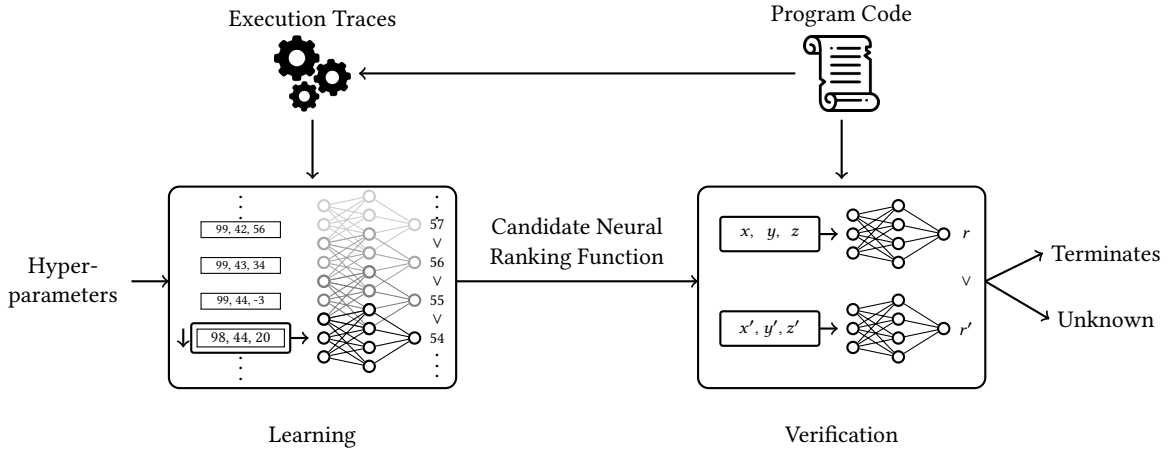 Execution Traces
Program Code
Hyper-
parameters
99, 42, 56
99, 43, 34
99, 44, -3
98, 44, 20
57
∨
56
∨
55
∨
54
Candidate Neural
Ranking Function
x, y, z
r
∨
x′, y′, z′
r′
Terminates
Unknown
Learning
Verification